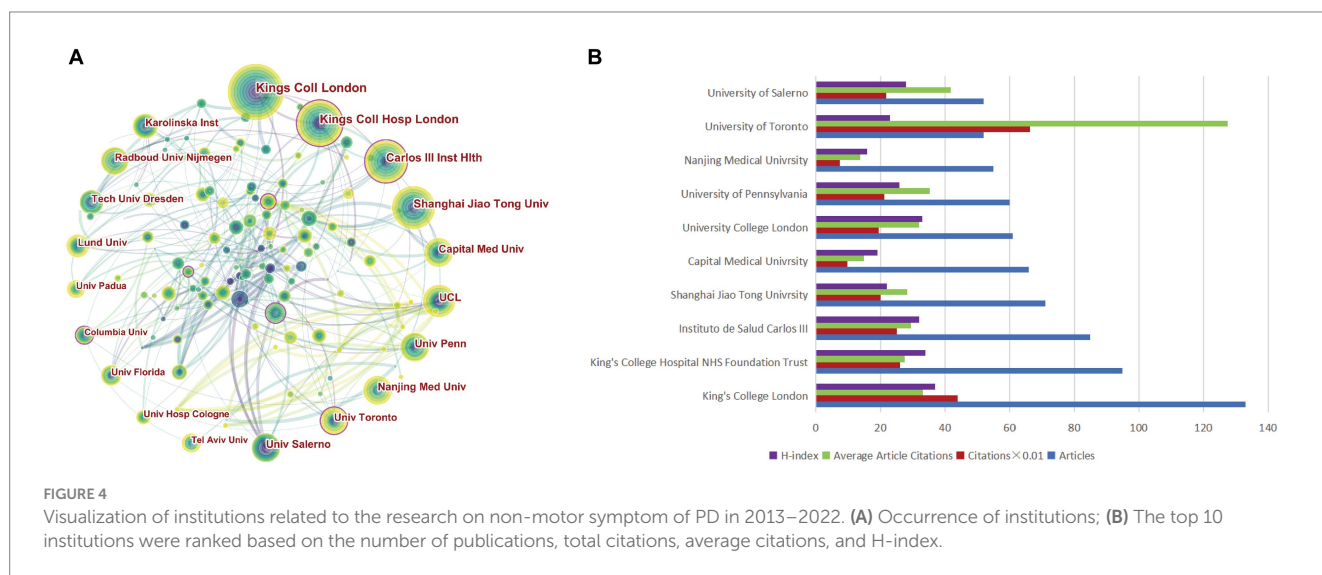 A
Kings Coll London
Kings Coll Hosp London
Karolinska Inst
Carlos III Inst Hlth
Radboud Univ Nijmegen
Tech Univ Dresden
Shanghai Jiao Tong Univ
Lund Univ
Capital Med Univ
Univ Padua
UCL
Columbia Univ
Univ Penn
Univ Florida
Nanjing Med Univ
Univ Hosp Cologne
Univ Toronto
Tel Aviv Univ
Univ Salerno
B
University of Salerno
University of Toronto
Nanjing Medical Univrsity
University of Pennsylvania
University College London
Capital Medical Univrsity
Shanghai Jiao Tong Univrsity
Instituto de Salud Carlos III
King's College Hospital NHS Foundation Trust
King's College London
0 20 40 60 80 100 120 140
H-index Average Article Citations Citations×0.01 Articles
FIGURE 4
Visualization of institutions related to the research on non-motor symptom of PD in 2013–2022. (A) Occurrence of institutions; (B) The top 10
institutions were ranked based on the number of publications, total citations, average citations, and H-index.